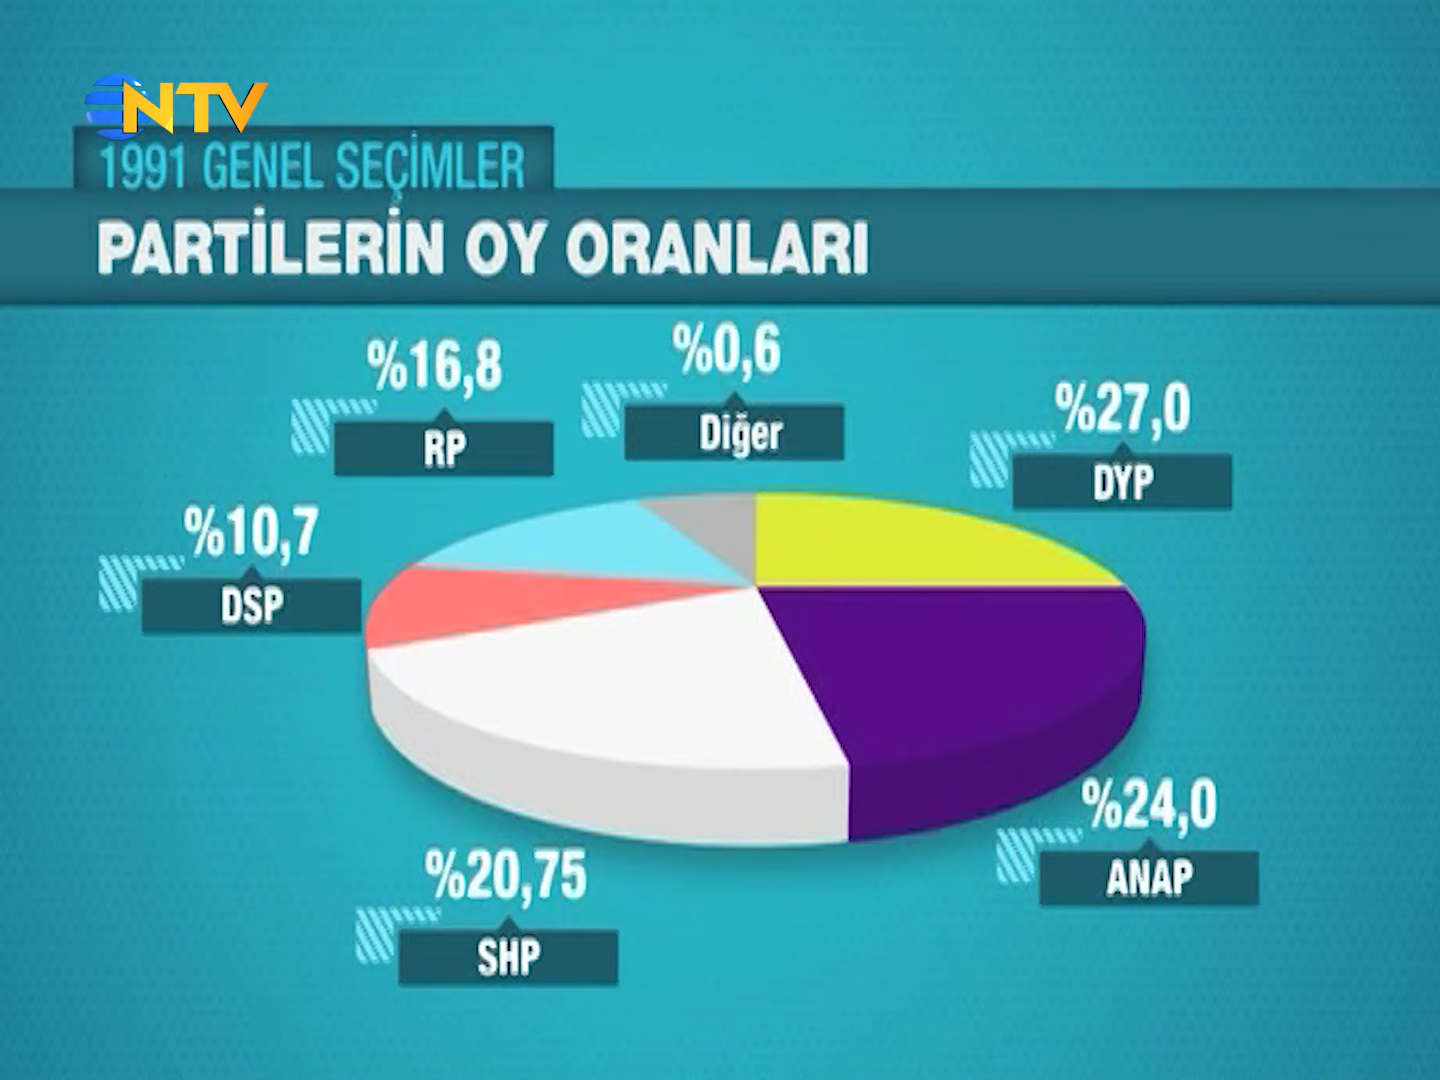 NTV
1991 GENEL SEÇİMLER
PARTİLERİN OY ORANLARI
%16,8
RP
%0,6
Diğer
%27,0
DYP
%10,7
DSP
%24,0
ANAP
%20,75
SHP